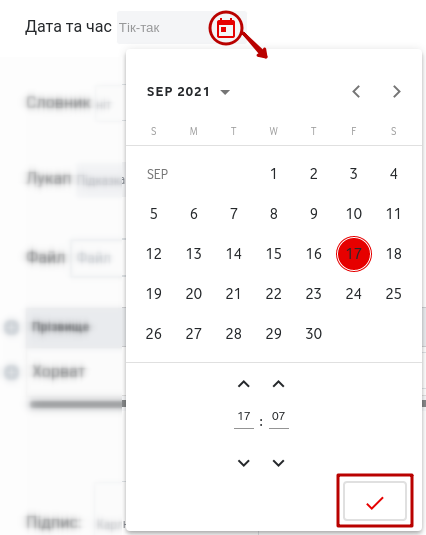 Дата та час Тік-так
SEP 2021
S M T W T F S
SEP 1 2 3 4
5 6 7 8 9 10 11
12 13 14 15 16 17 18
19 20 21 22 23 24 25
26 27 28 29 30
Словник
Лукап
Файл Файл
17 : 07
Прізвище
Хорват
Підпис: